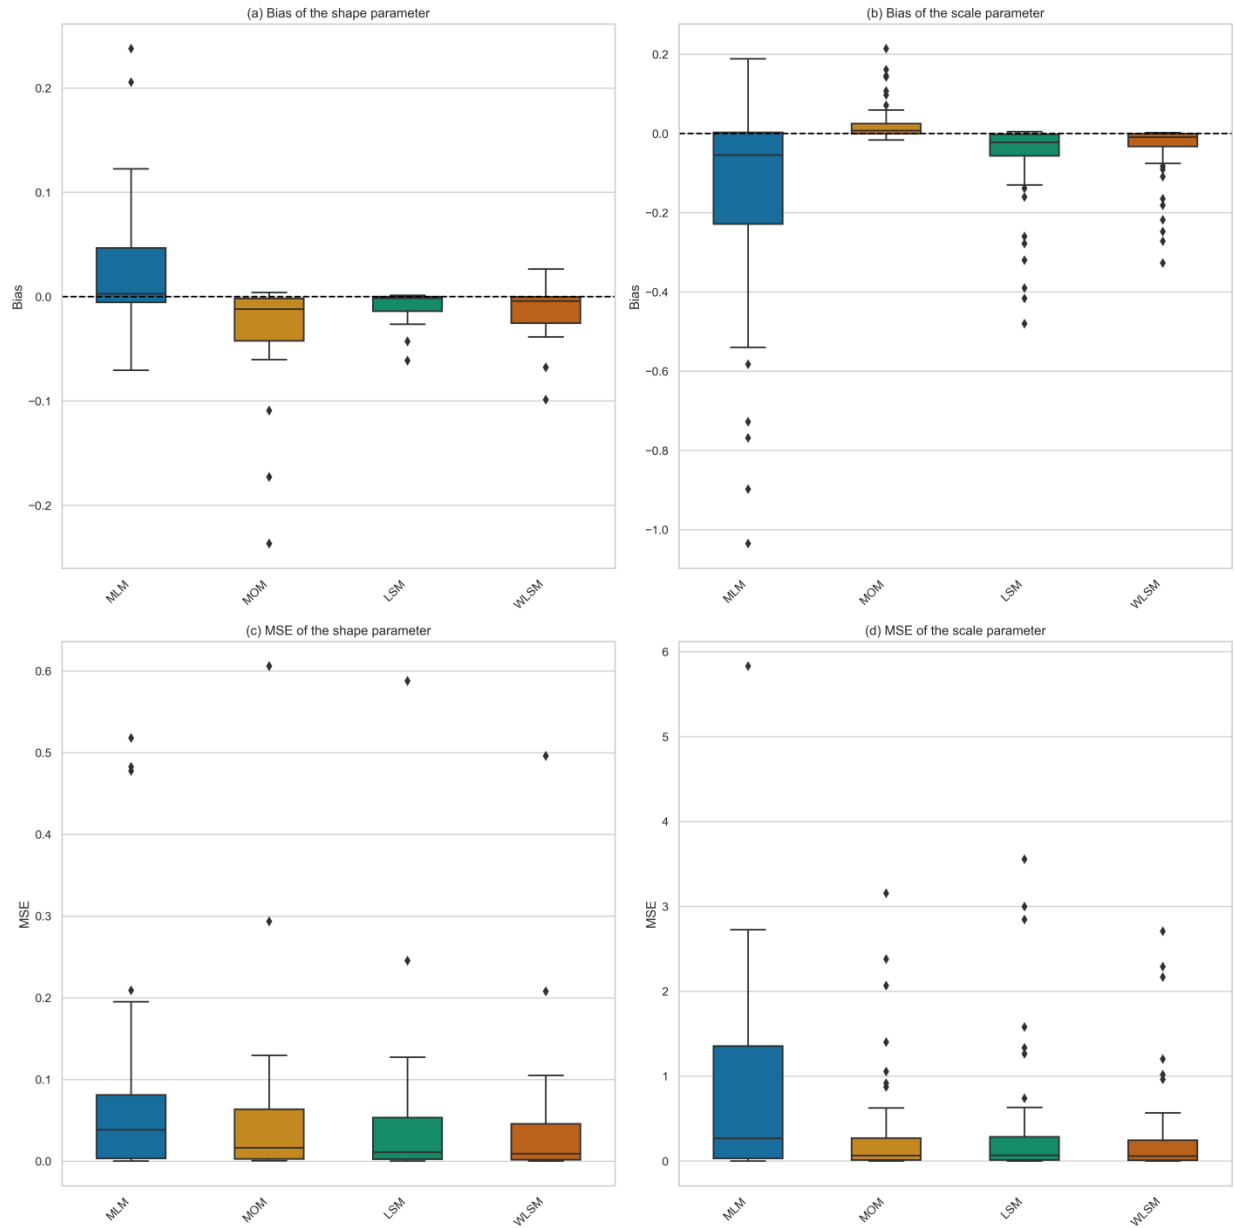 (a) Bias of the shape parameter
Bias
0.2
0.1
0.0
−0.1
−0.2
MLM
MOM
LSM
WLSM
(b) Bias of the scale parameter
Bias
0.2
0.0
−0.2
−0.4
−0.6
−0.8
−1.0
MLM
MOM
LSM
WLSM
(c) MSE of the shape parameter
MSE
0.6
0.5
0.4
0.3
0.2
0.1
0.0
MLM
MOM
LSM
WLSM
(d) MSE of the scale parameter
MSE
6
5
4
3
2
1
0
MLM
MOM
LSM
WLSM